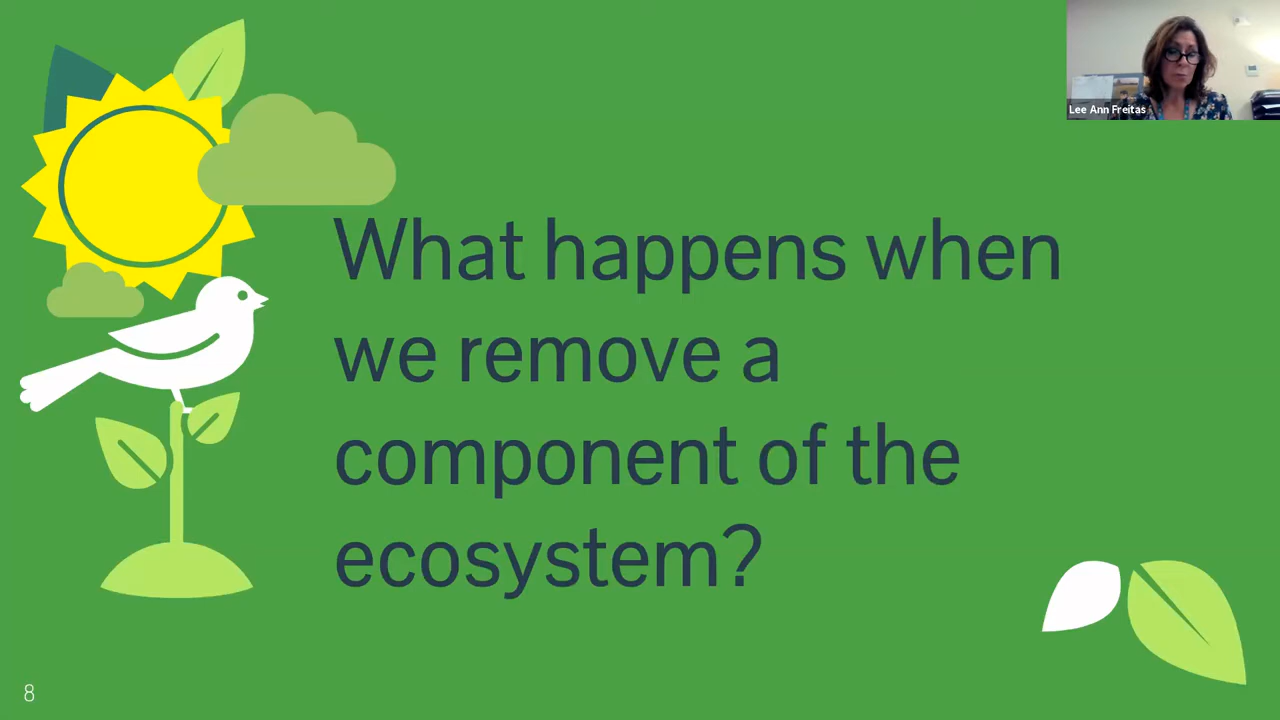 Lee Ann Freitas
What happens when
we remove a
component of the
ecosystem?
8